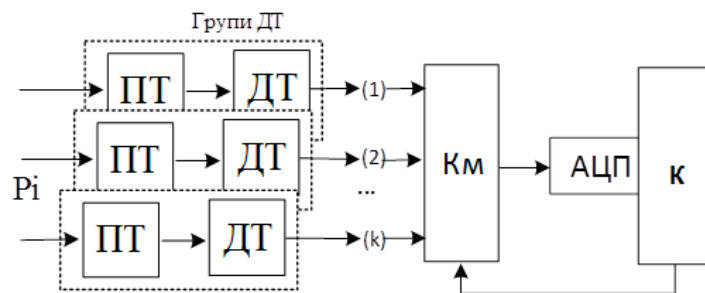 Групи ДТ
ПТ ДТ (1)
ПТ ДТ (2) Км АЦП К
...
Pi
ПТ ДТ (k)